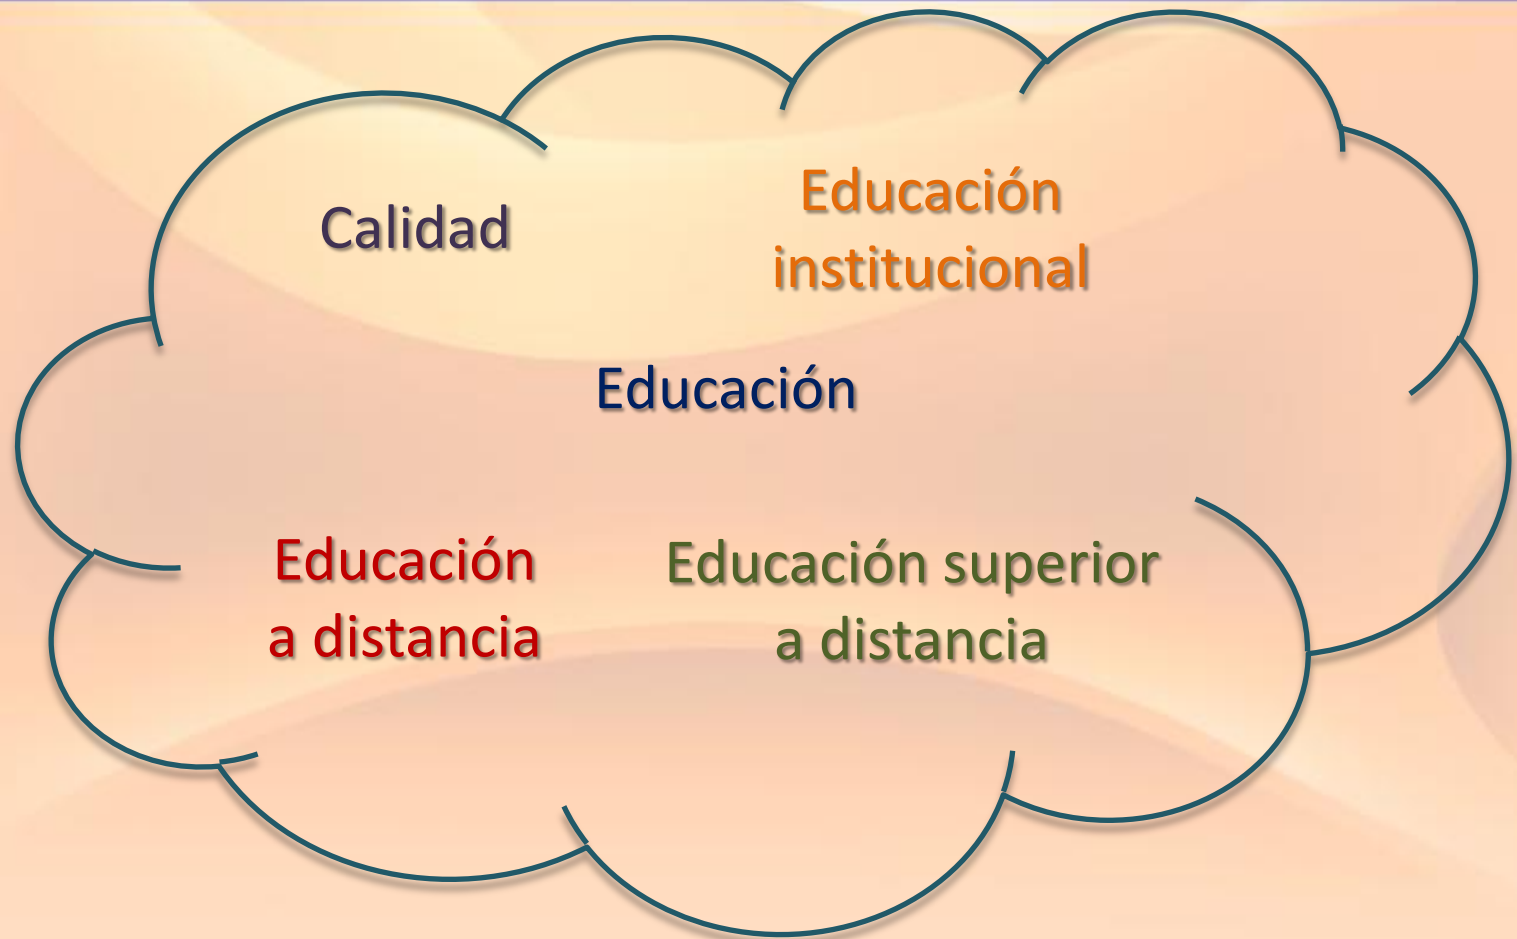 Calidad
Educación
institucional
Educación
Educación
a distancia
Educación superior
a distancia